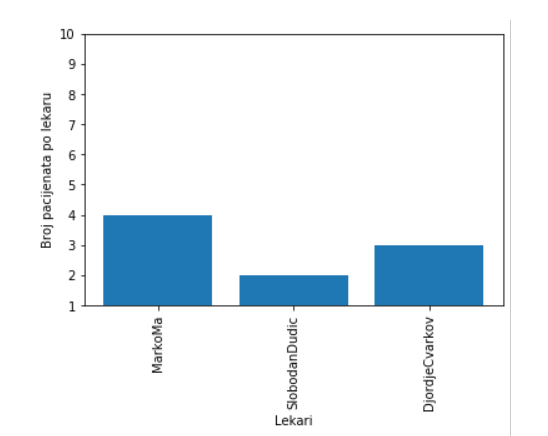 10
9
8
7
6
5
4
3
2
1
Broj pacijenata po lekaru
MarkoMa
SlobodanDudic
DjordjeCvarkov
Lekari